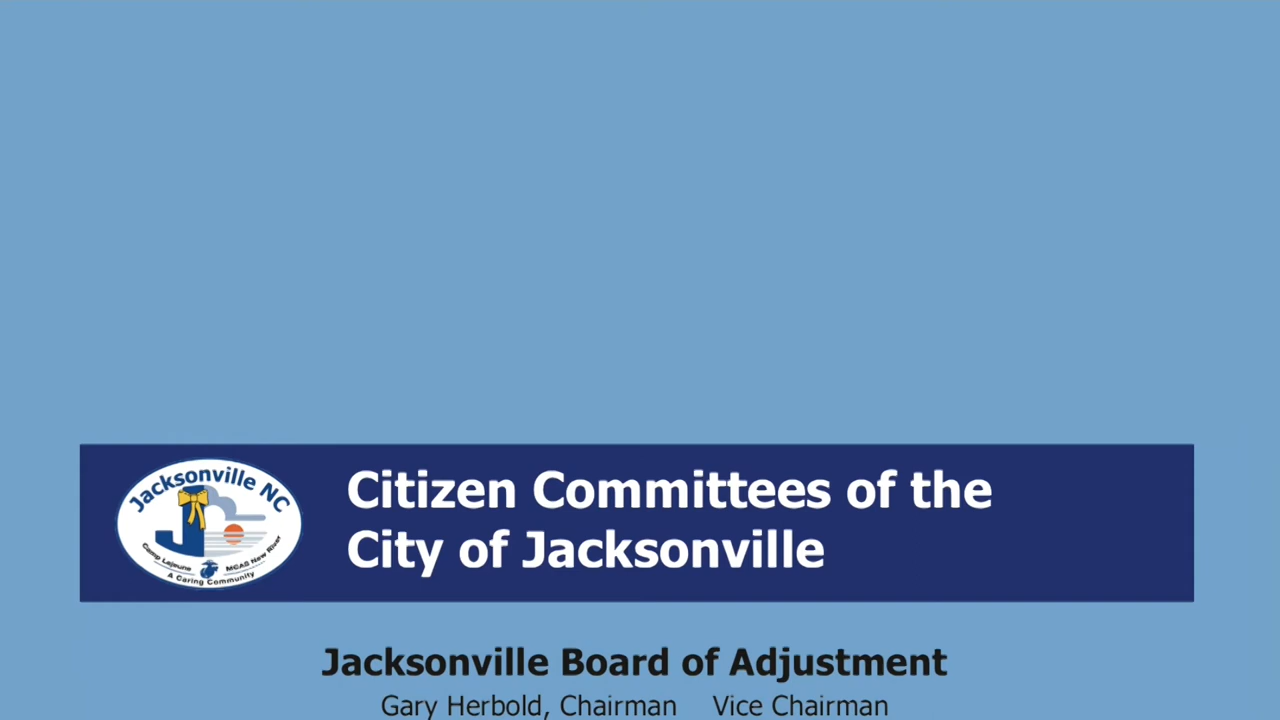 Jacksonville NC
Camp Lejeune
MCAS New River
A Caring Community
Citizen Committees of the
City of Jacksonville
Jacksonville Board of Adjustment
Gary Herbold, Chairman Vice Chairman